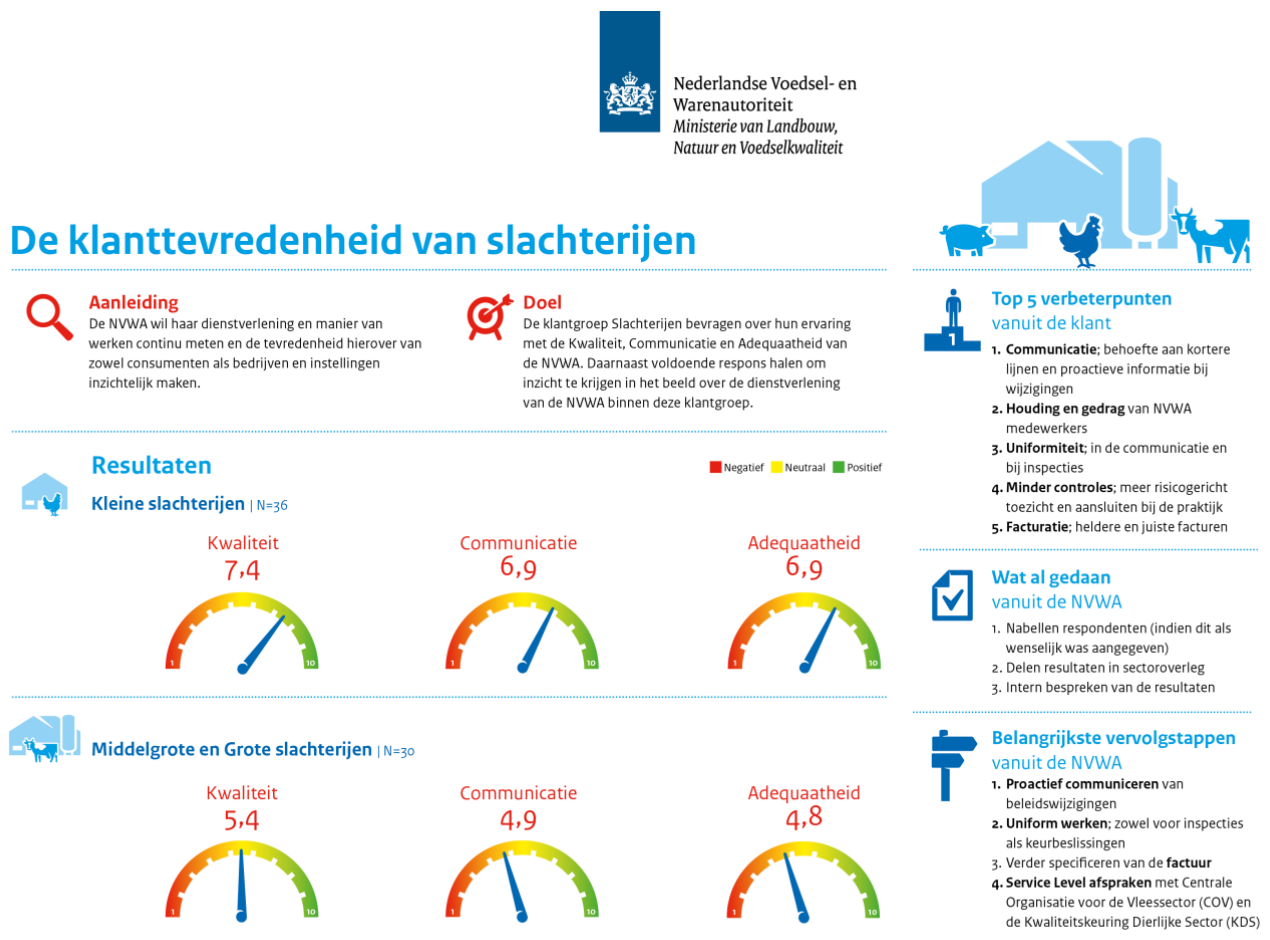 Nederlandse Voedsel- en
Warenautoriteit
Ministerie van Landbouw,
Natuur en Voedselkwaliteit
De klanttevredenheid van slachterijen
Aanleiding
De NVWA wil haar dienstverlening en manier van
werken continu meten en de tevredenheid hierover van
zowel consumenten als bedrijven en instellingen
inzichtelijk maken.
Doel
De klantgroep Slachterijen bevragen over hun ervaring
met de Kwaliteit, Communicatie en Adequaatheid van
de NVWA. Daarnaast voldoende respons halen om
inzicht te krijgen in het beeld over de dienstverlening
van de NVWA binnen deze klantgroep.
Resultaten
Negatief Neutraal Positief
Kleine slachterijen | N=36
Kwaliteit
7,4
1 10
Communicatie
6,9
1 10
Adequaatheid
6,9
1 10
Middelgrote en Grote slachterijen | N=30
Kwaliteit
5,4
1 10
Communicatie
4,9
1 10
Adequaatheid
4,8
1 10
1
Top 5 verbeterpunten
vanuit de klant
1. Communicatie; behoefte aan kortere
lijnen en proactieve informatie bij
wijzigingen
2. Houding en gedrag van NVWA
medewerkers
3. Uniformiteit; in de communicatie en
bij inspecties
4. Minder controles; meer risicogericht
toezicht en aansluiten bij de praktijk
5. Facturatie; heldere en juiste facturen
Wat al gedaan
vanuit de NVWA
1. Nabellen respondenten (indien dit als
wenselijk was aangegeven)
2. Delen resultaten in sectoroverleg
3. Intern bespreken van de resultaten
Belangrijkste vervolgstappen
vanuit de NVWA
1. Proactief communiceren van
beleidswijzigingen
2. Uniform werken; zowel voor inspecties
als keurbeslissingen
3. Verder specificeren van de factuur
4. Service Level afspraken met Centrale
Organisatie voor de Vleessector (COV) en
de Kwaliteitskeuring Dierlijke Sector (KDS)